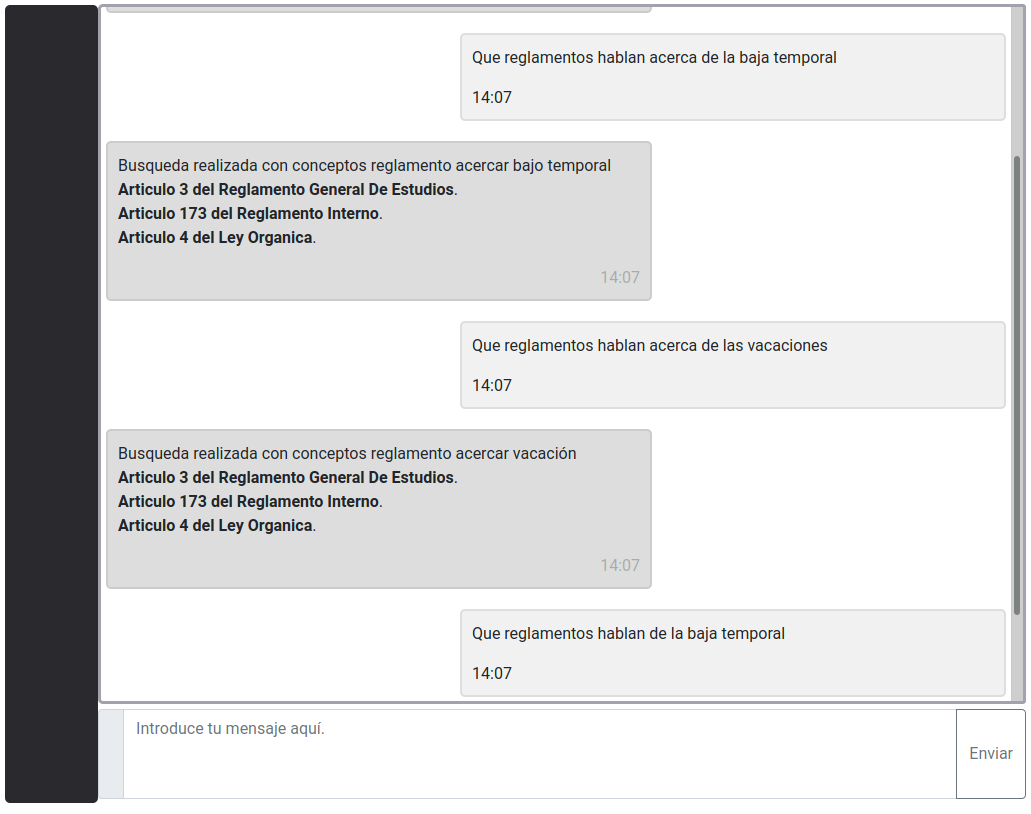 Que reglamentos hablan acerca de la baja temporal
14:07
Busqueda realizada con conceptos reglamento acercar bajo temporal
Articulo 3 del Reglamento General De Estudios.
Articulo 173 del Reglamento Interno.
Articulo 4 del Ley Organica.
14:07
Que reglamentos hablan acerca de las vacaciones
14:07
Busqueda realizada con conceptos reglamento acercar vacación
Articulo 3 del Reglamento General De Estudios.
Articulo 173 del Reglamento Interno.
Articulo 4 del Ley Organica.
14:07
Que reglamentos hablan de la baja temporal
14:07
Introduce tu mensaje aquí.
Enviar